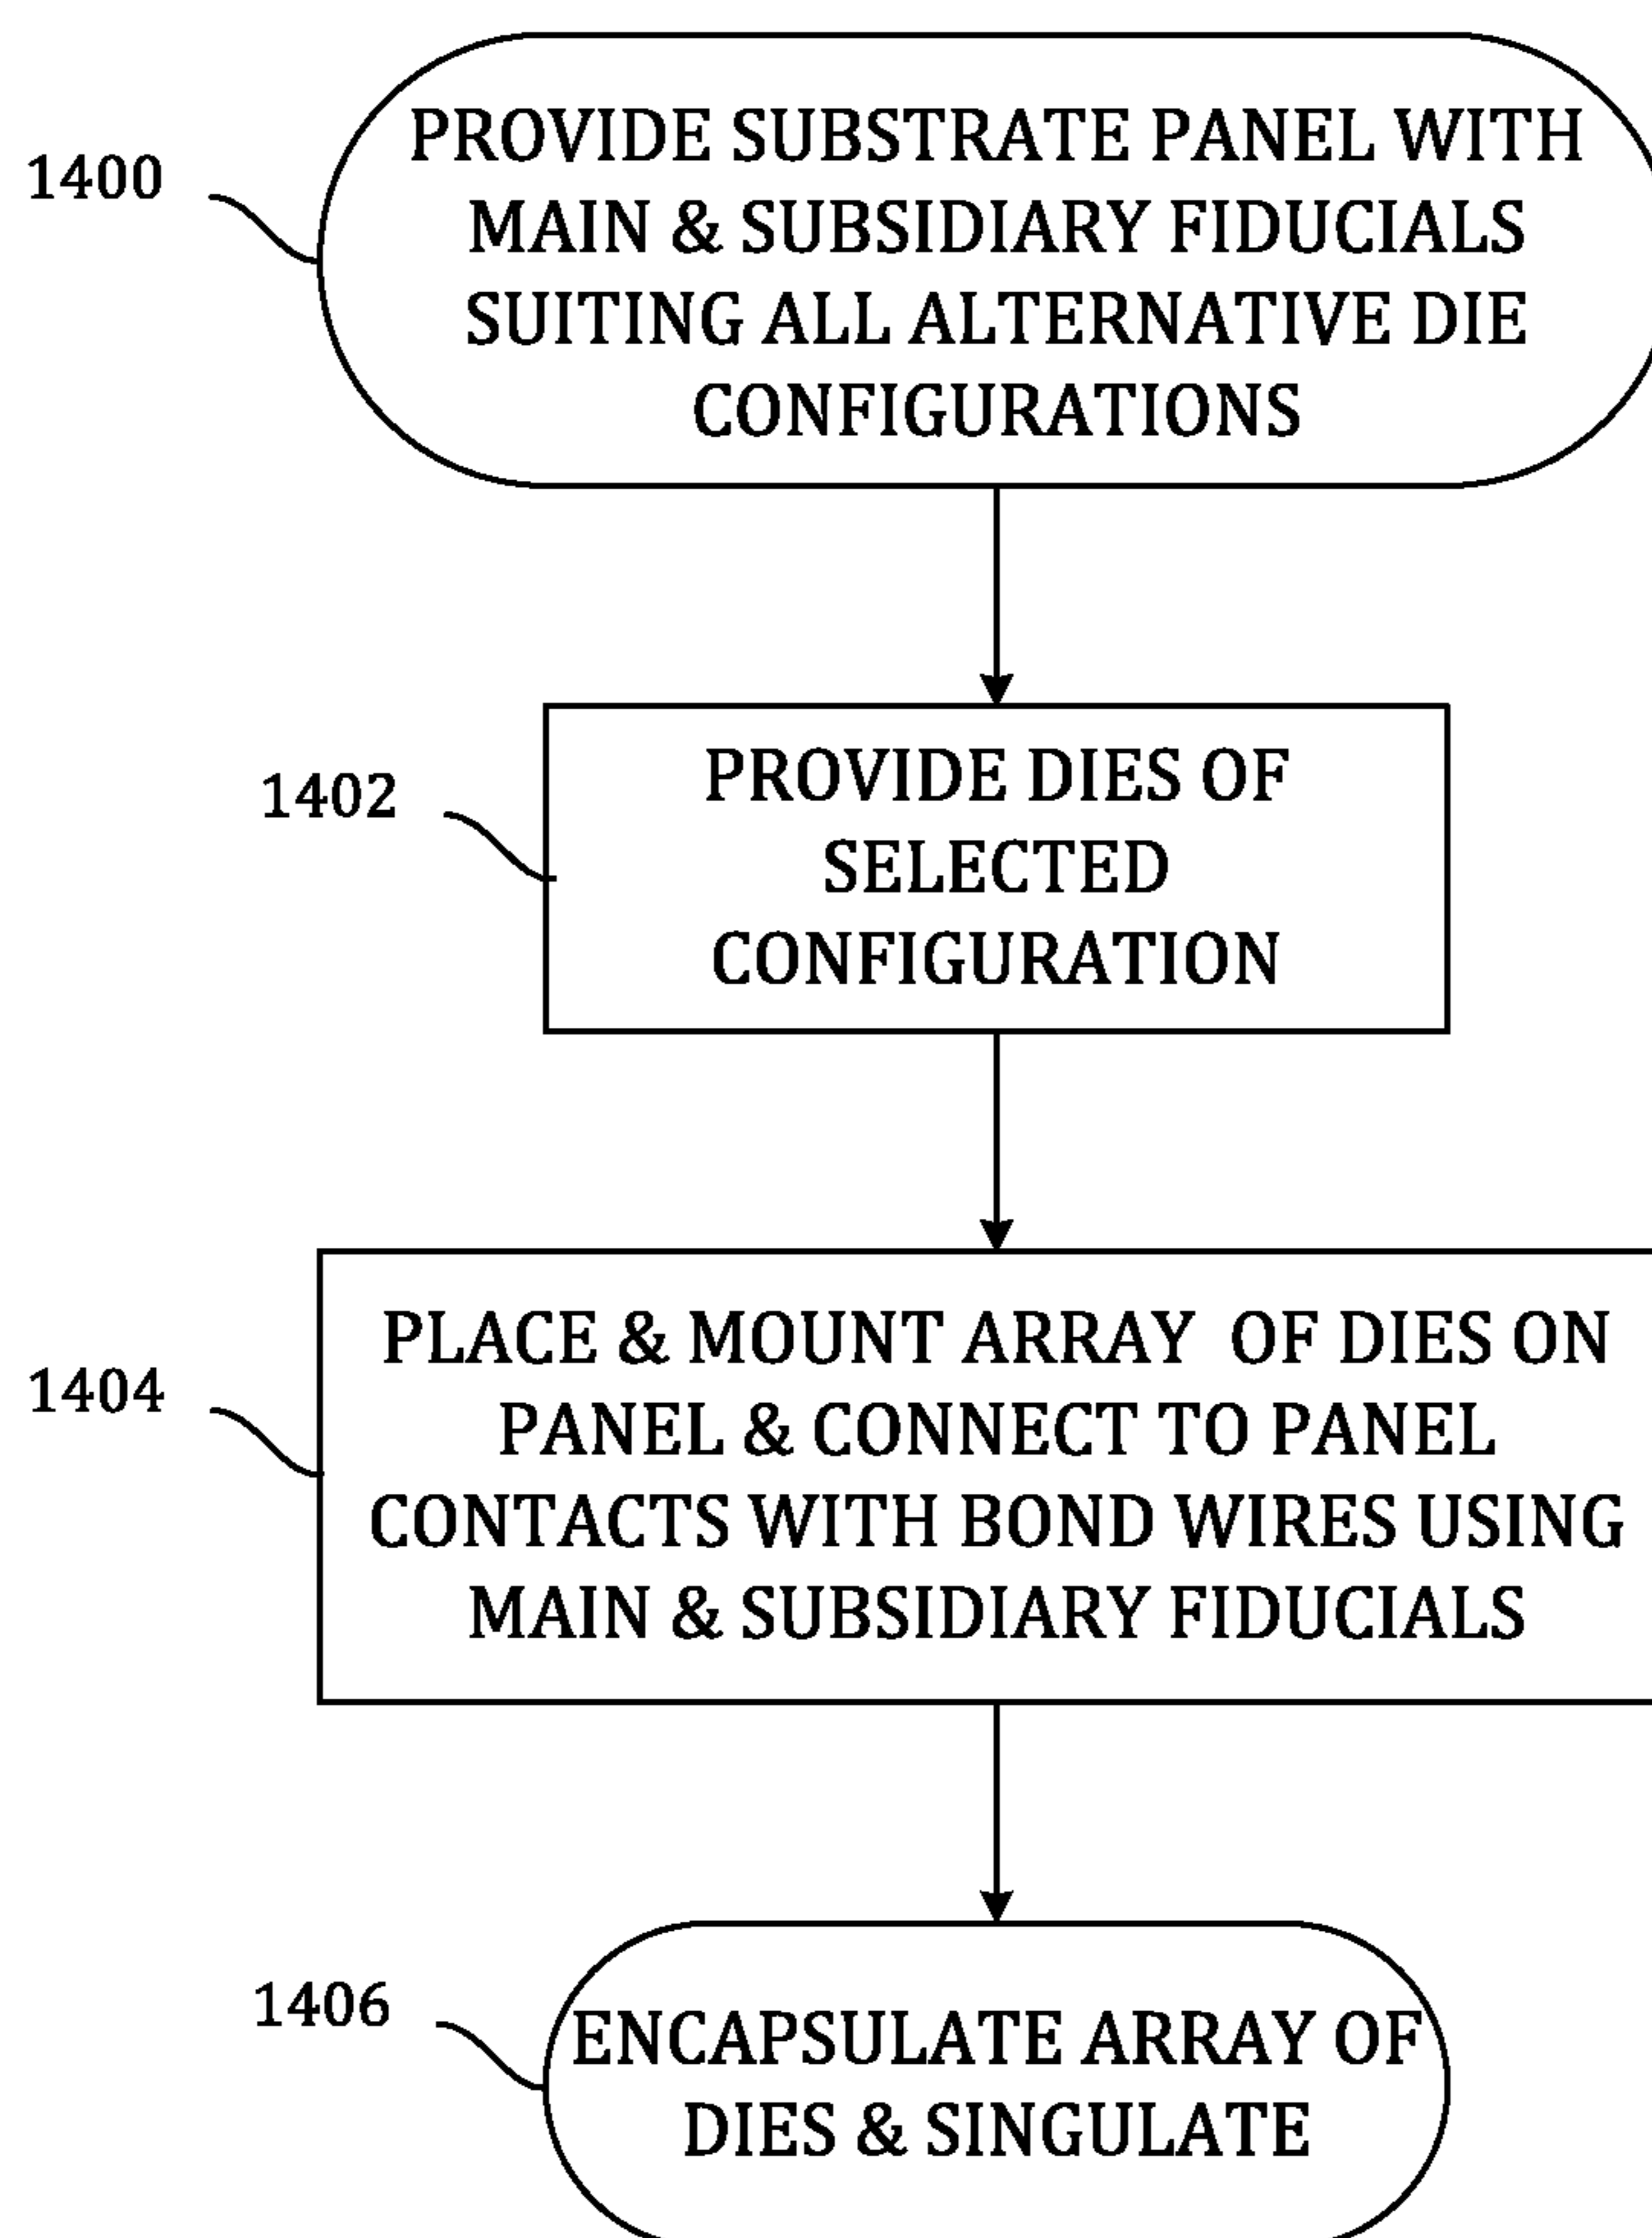 1400
PROVIDE SUBSTRATE PANEL WITH
MAIN & SUBSIDIARY FIDUCIALS
SUITING ALL ALTERNATIVE DIE
CONFIGURATIONS
1402
PROVIDE DIES OF
SELECTED
CONFIGURATION
1404
PLACE & MOUNT ARRAY OF DIES ON
PANEL & CONNECT TO PANEL
CONTACTS WITH BOND WIRES USING
MAIN & SUBSIDIARY FIDUCIALS
1406
ENCAPSULATE ARRAY OF
DIES & SINGULATE